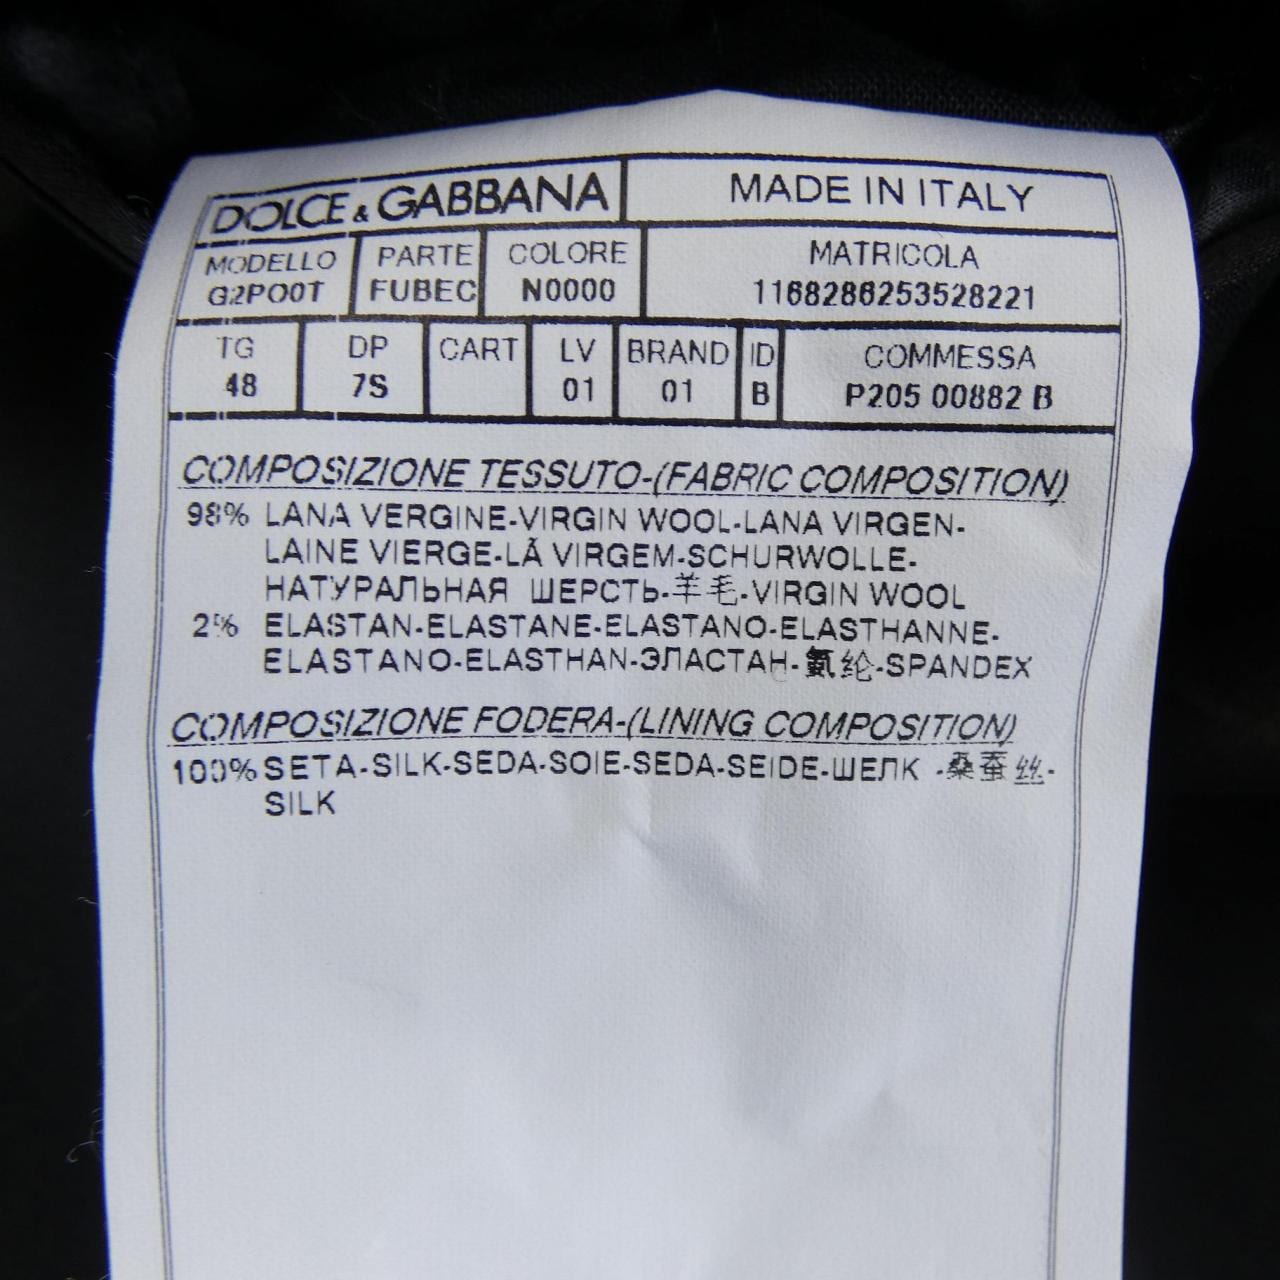 DOLCE & GABBANA MADE IN ITALY
MODELLO PARTE COLORE MATRICOLA
G2PO0T FUBEC N0000 1168286253528221
TG DP CART LV BRAND ID COMMESSA
48 7S 01 01 B P205 00882 B
COMPOSIZIONE TESSUTO-(FABRIC COMPOSITION)
98% LANA VERGINE-VIRGIN WOOL-LANA VIRGEN-
LAINE VIERGE-LÃ VIRGEM-SCHURWOLLE-
НАТУРАЛЬНАЯ ШЕРСТЬ-羊毛-VIRGIN WOOL
2% ELASTAN-ELASTANE-ELASTANO-ELASTHANNE-
ELASTANO-ELASTHAN-ЭЛАСТАН-氨纶-SPANDEX
COMPOSIZIONE FODERA-(LINING COMPOSITION)
100% SETA-SILK-SEDA-SOIE-SEDA-SEIDE-ШЕЛК -桑蚕丝-
SILK